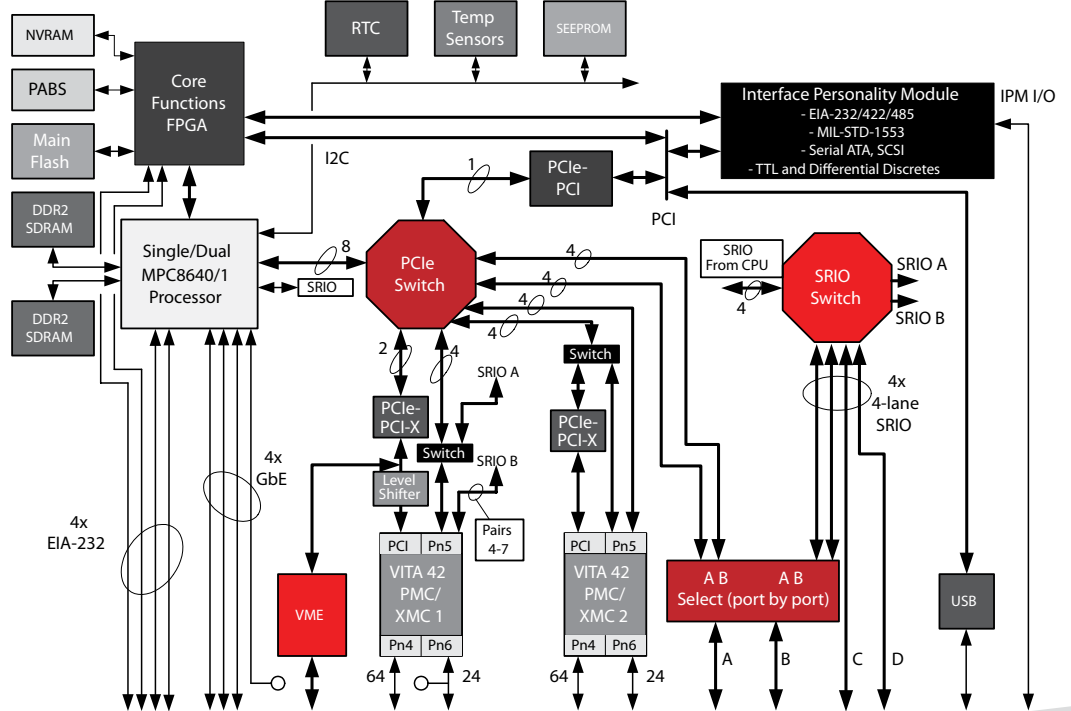 NVRAM
PABS
Main
Flash
DDR2
SDRAM
DDR2
SDRAM
Core
Functions
FPGA
RTC
Temp
Sensors
SEEPROM
I2C
Interface Personality Module
- EIA-232/422/485
- MIL-STD-1553
- Serial ATA, SCSI
- TTL and Differential Discretes
IPM I/O
1
PCIe-
PCI
PCI
Single/Dual
MPC8640/1
Processor
8
SRIO
PCIe
Switch
4
4
4
4
SRIO
From CPU
4
SRIO
Switch
SRIO A
SRIO B
2
4
SRIO A
PCIe-
PCI-X
Switch
SRIO B
Level
Shifter
Pairs
4-7
Switch
PCIe-
PCI-X
4x
4-lane
SRIO
4x
GbE
4x
EIA-232
VME
PCI
Pn5
VITA 42
PMC/
XMC 1
Pn4
Pn6
64
24
PCI
Pn5
VITA 42
PMC/
XMC 2
Pn4
Pn6
64
24
A B A B
Select (port by port)
A
B
C
D
USB